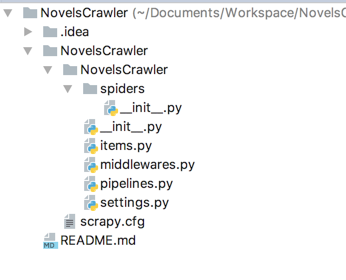 NovelsCrawler (~/Documents/Workspace/NovelsC
.idea
NovelsCrawler
NovelsCrawler
spiders
__init__.py
__init__.py
items.py
middlewares.py
pipelines.py
settings.py
scrapy.cfg
MD README.md